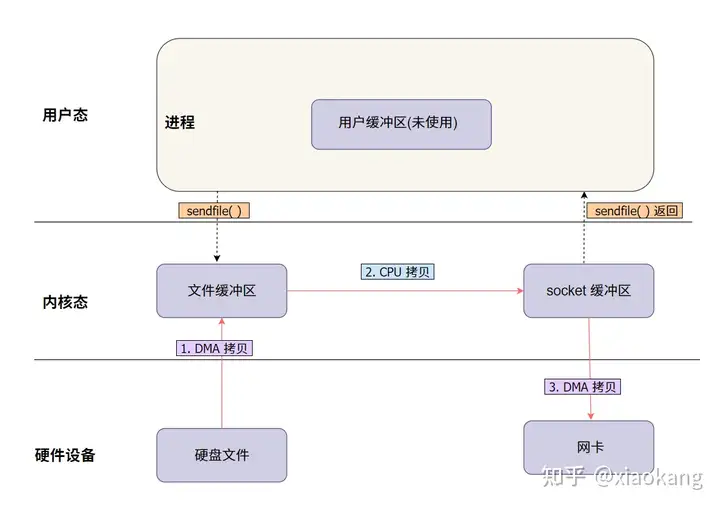 用户态
进程
用户缓冲区(未使用)
sendfile( )
sendfile( ) 返回
内核态
文件缓冲区
2. CPU 拷贝
socket 缓冲区
1. DMA 拷贝
3. DMA 拷贝
硬件设备
硬盘文件
网卡
知乎 @xiaokang